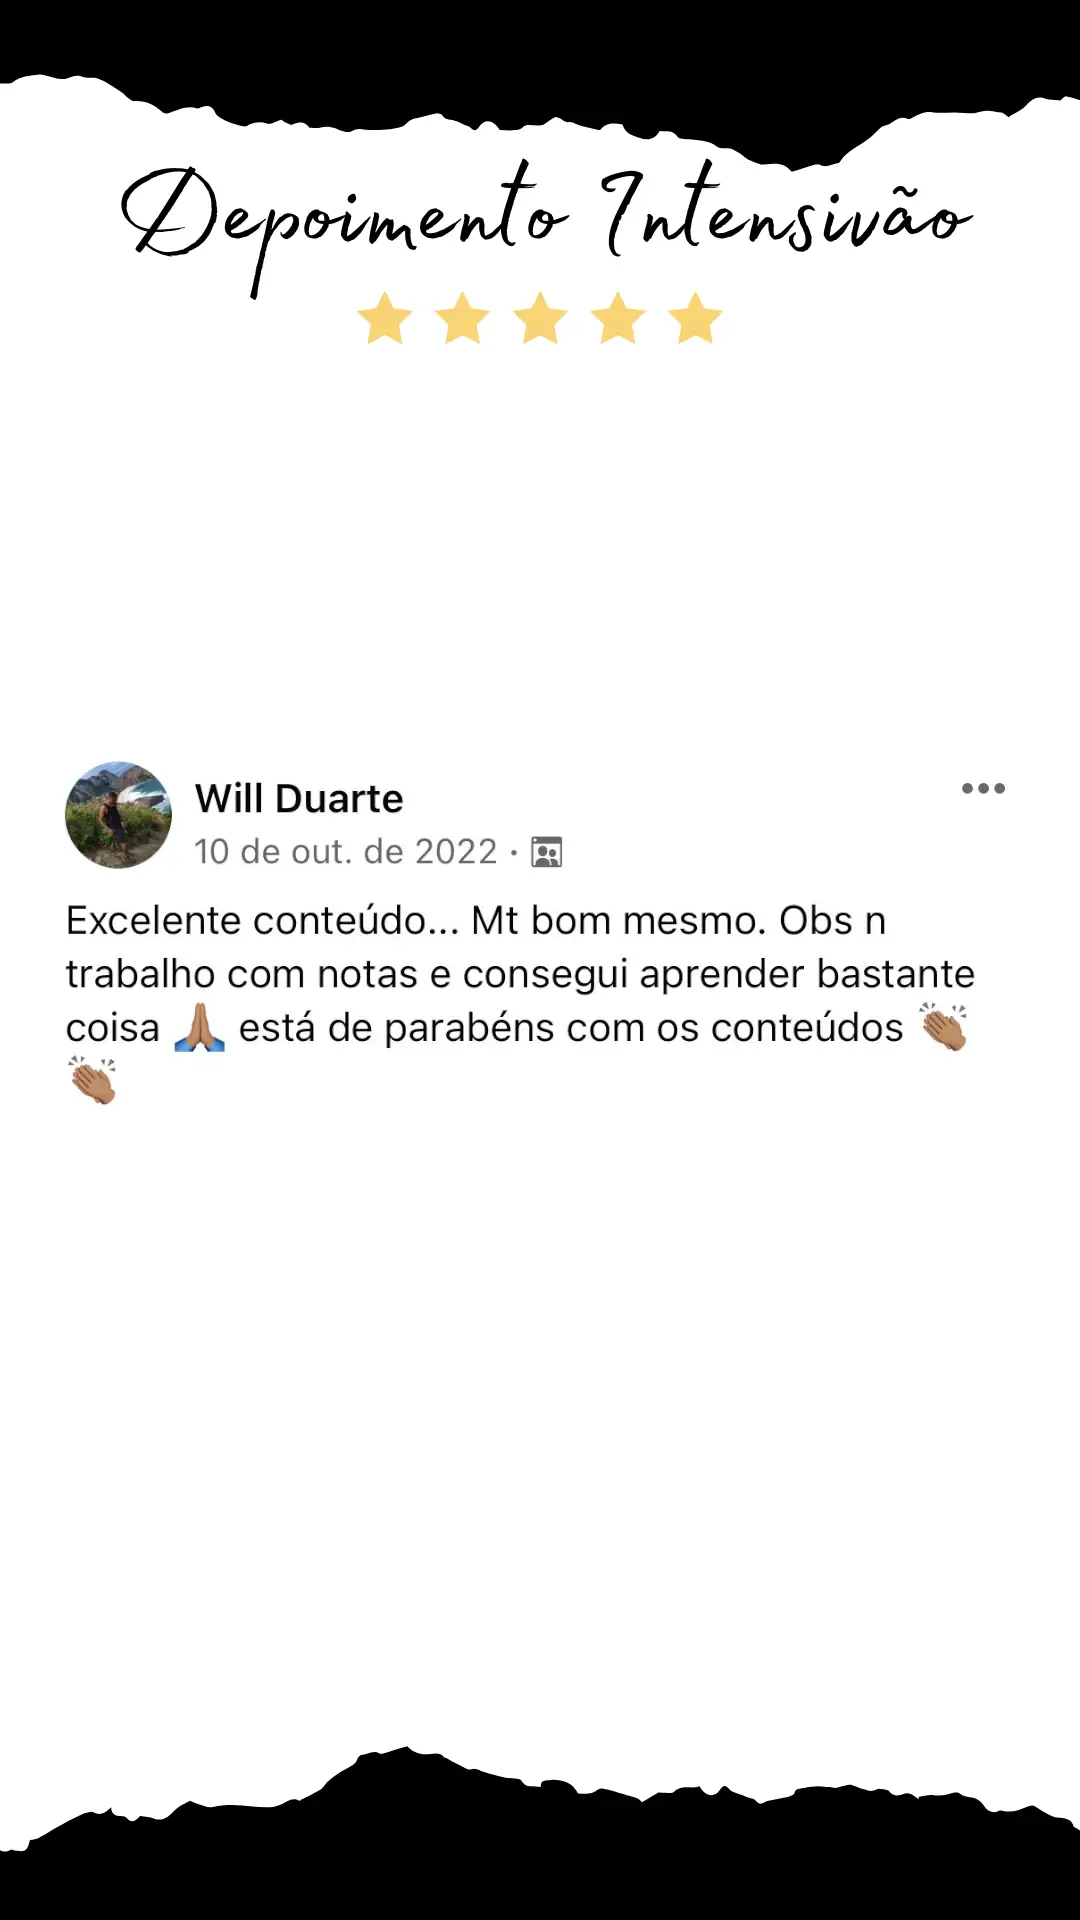 Depoimento Intensivão
Will Duarte
10 de out. de 2022 ·
Excelente conteúdo... Mt bom mesmo. Obs n
trabalho com notas e consegui aprender bastante
coisa 🙏🏽 está de parabéns com os conteúdos 👏🏽
👏🏽